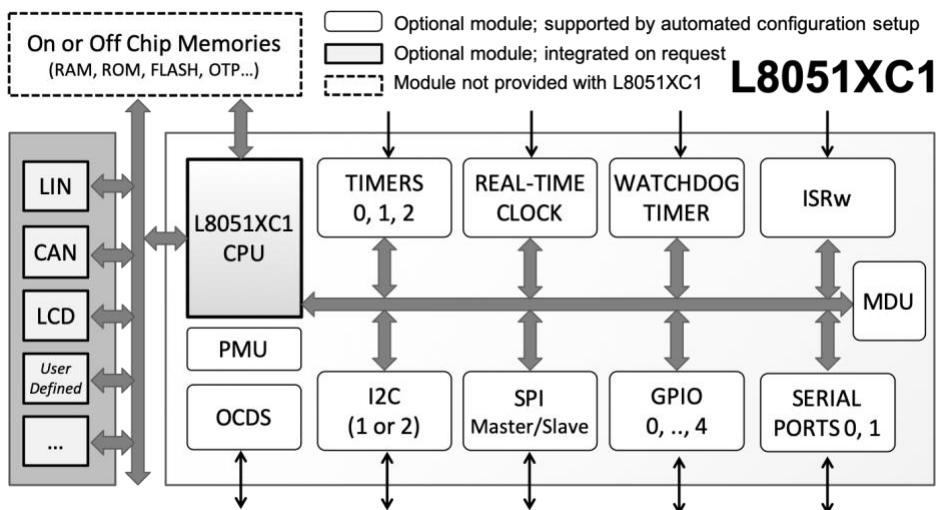 On or Off Chip Memories
(RAM, ROM, FLASH, OTP...)
Optional module; supported by automated configuration setup
Optional module; integrated on request
Module not provided with L8051XC1
L8051XC1
LIN
CAN
LCD
User
Defined
...
L8051XC1
CPU
PMU
OCDS
TIMERS
0, 1, 2
REAL-TIME
CLOCK
WATCHDOG
TIMER
ISRw
MDU
I2C
(1 or 2)
SPI
Master/Slave
GPIO
0, .., 4
SERIAL
PORTS 0, 1